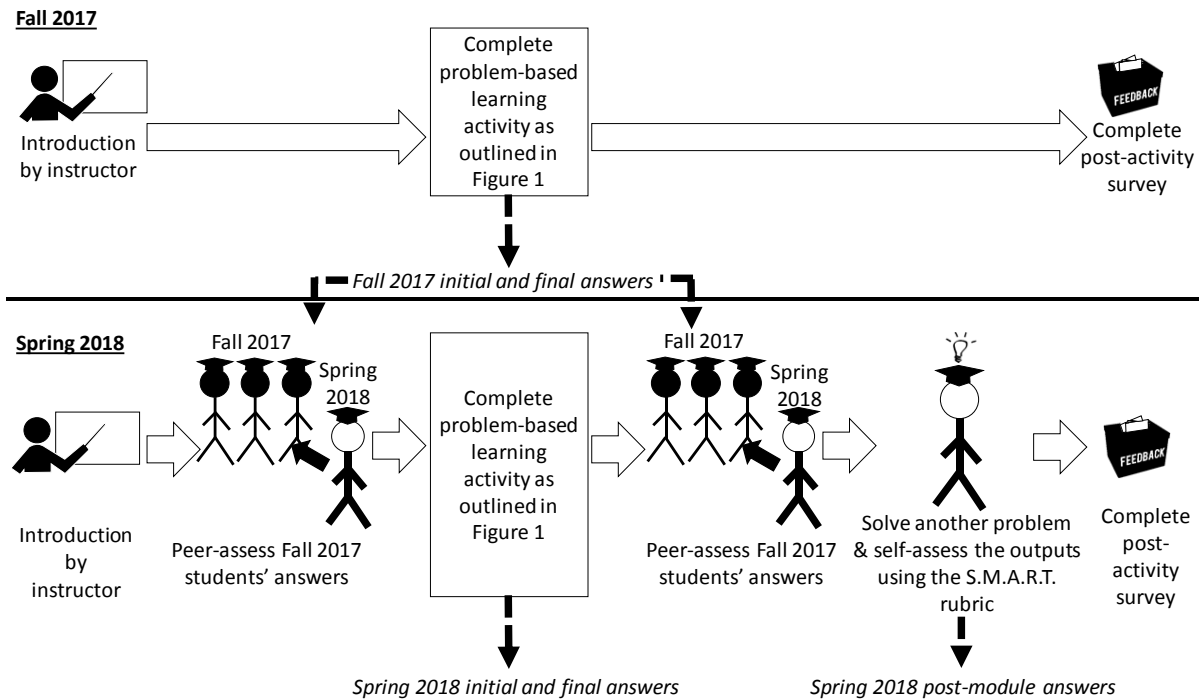 Fall 2017
Introduction
by instructor
Complete
problem-based
learning
activity as
outlined in
Figure 1
FEEDBACK
Complete
post-activity
survey
Fall 2017 initial and final answers
Spring 2018
Introduction
by
instructor
Fall 2017
Spring
2018
Peer-assess Fall 2017
students’ answers
Complete
problem-based
learning
activity as
outlined in
Figure 1
Fall 2017
Spring
2018
Peer-assess Fall 2017
students’ answers
Solve another problem
& self-assess the outputs
using the S.M.A.R.T.
rubric
FEEDBACK
Complete
post-
activity
survey
Spring 2018 initial and final answers
Spring 2018 post-module answers